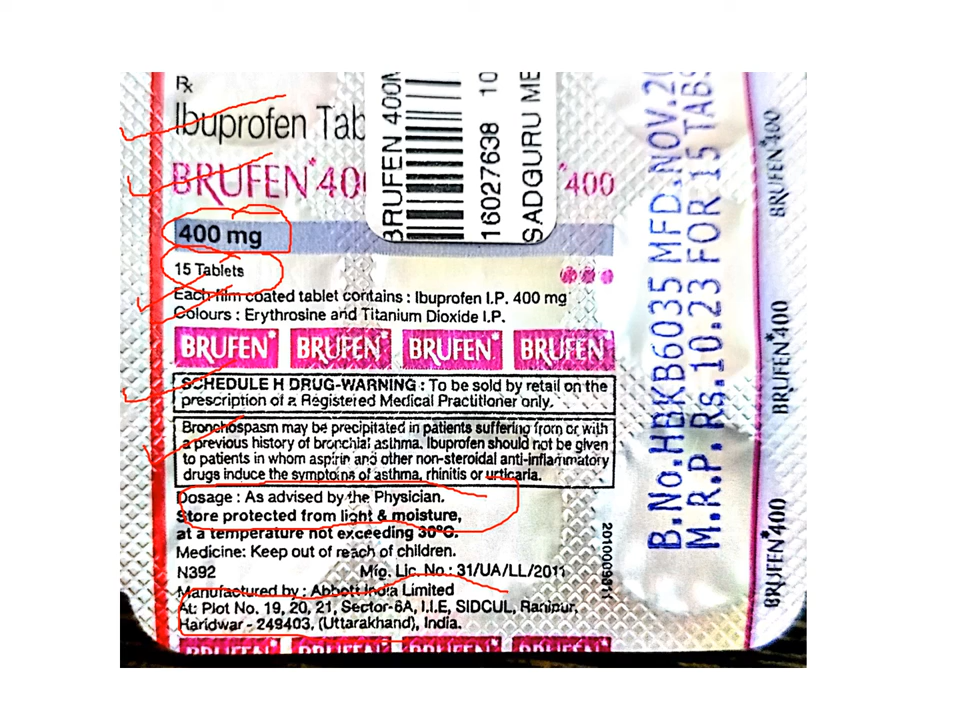 Rx
Ibuprofen Tab
BRUFEN*400
*400
400 mg
15 Tablets
Each film coated tablet contains : Ibuprofen I.P. 400 mg
Colours : Erythrosine and Titanium Dioxide I.P.
BRUFEN* BRUFEN* BRUFEN* BRUFEN*
SCHEDULE H DRUG-WARNING : To be sold by retail on the
prescription of a Registered Medical Practitioner only.
Bronchospasm may be precipitated in patients suffering from or with
a previous history of bronchial asthma. Ibuprofen should not be given
to patients in whom aspirin and other non-steroidal anti-inflammatory
drugs induce the symptoms of asthma, rhinitis or urticaria.
Dosage : As advised by the Physician.
Store protected from light & moisture,
at a temperature not exceeding 30°C.
Medicine: Keep out of reach of children.
N392 Mfg. Lic. No.: 31/UA/LL/2011
Manufactured by : Abbott India Limited
At: Plot No. 19, 20, 21, Sector-6A, I.I.E, SIDCUL, Ranipur,
Haridwar - 249403, (Uttarakhand), India.
BRUFEN* BRUFEN* BRUFEN* BRUFEN*
BRUFEN 400M
16027638 10
SADGURU ME
B.No.HBKB6035 MFD.NOV.20
M.R.P. Rs.10.23 FOR 15 TABS
BRUFEN*400
BRUFEN*400
BRUFEN*400